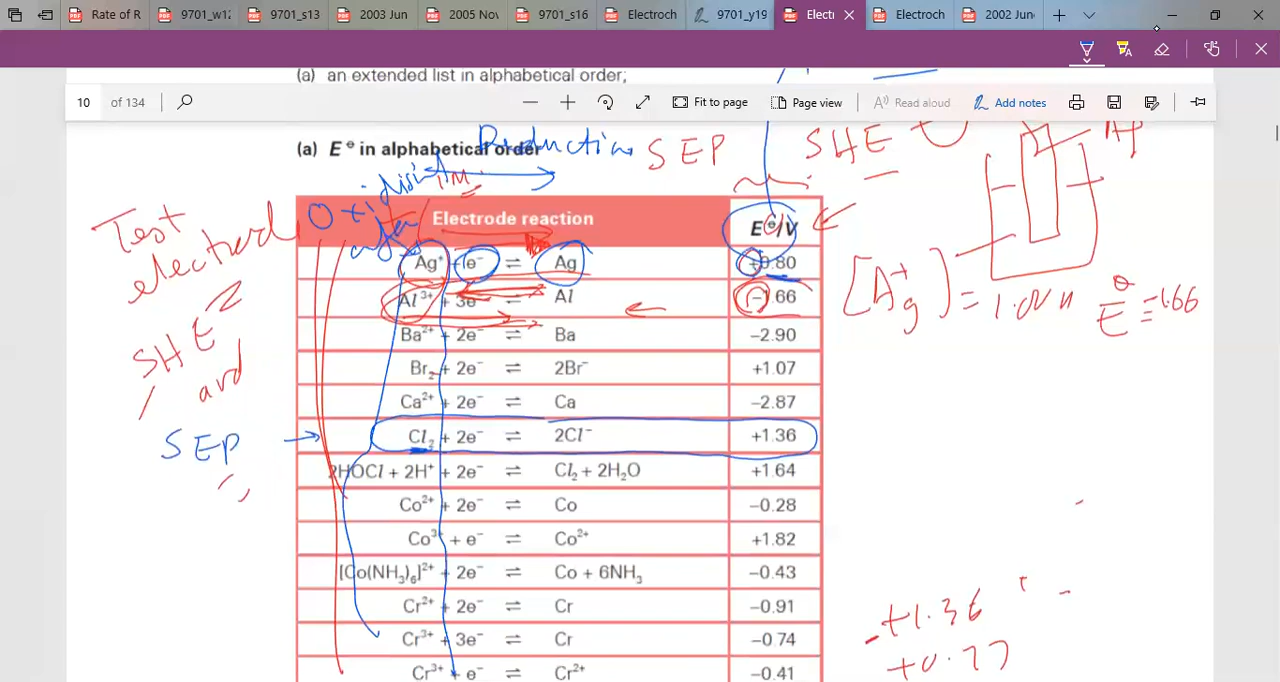 Rate of R
9701_w12
9701_s13
2003 Jun
2005 Nov
9701_s16
Electroch
9701_y19
Electr
Electroch
2002 June
(a) an extended list in alphabetical order;
10 of 134
Fit to page
Page view
Read aloud
Add notes
(a) E⦵ in alphabetical order
Reduction
SEP
SHE
Test
electrod
SHE
and
SEP
Electrode reaction E⦵/V
Ag⁺ + e⁻ ⇌ Ag +0.80
Al³⁺ + 3e⁻ ⇌ Al −1.66
Ba²⁺ + 2e⁻ ⇌ Ba −2.90
Br₂ + 2e⁻ ⇌ 2Br⁻ +1.07
Ca²⁺ + 2e⁻ ⇌ Ca −2.87
Cl₂ + 2e⁻ ⇌ 2Cl⁻ +1.36
2HOCl + 2H⁺ + 2e⁻ ⇌ Cl₂ + 2H₂O +1.64
Co²⁺ + 2e⁻ ⇌ Co −0.28
Co³⁺ + e⁻ ⇌ Co²⁺ +1.82
[Co(NH₃)₆]²⁺ + 2e⁻ ⇌ Co + 6NH₃ −0.43
Cr²⁺ + 2e⁻ ⇌ Cr −0.91
Cr³⁺ + 3e⁻ ⇌ Cr −0.74
Cr³⁺ + e⁻ ⇌ Cr²⁺ −0.41
[Ag⁺] = 1.00 M
E⦵ = 1.66
+1.36
+0.77